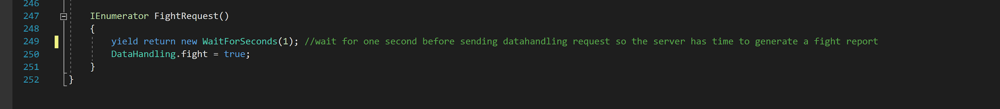 246
247 IEnumerator FightRequest()
248 {
249 yield return new WaitForSeconds(1); //wait for one second before sending datahandling request so the server has time to generate a fight report
250 DataHandling.fight = true;
251 }
252 }